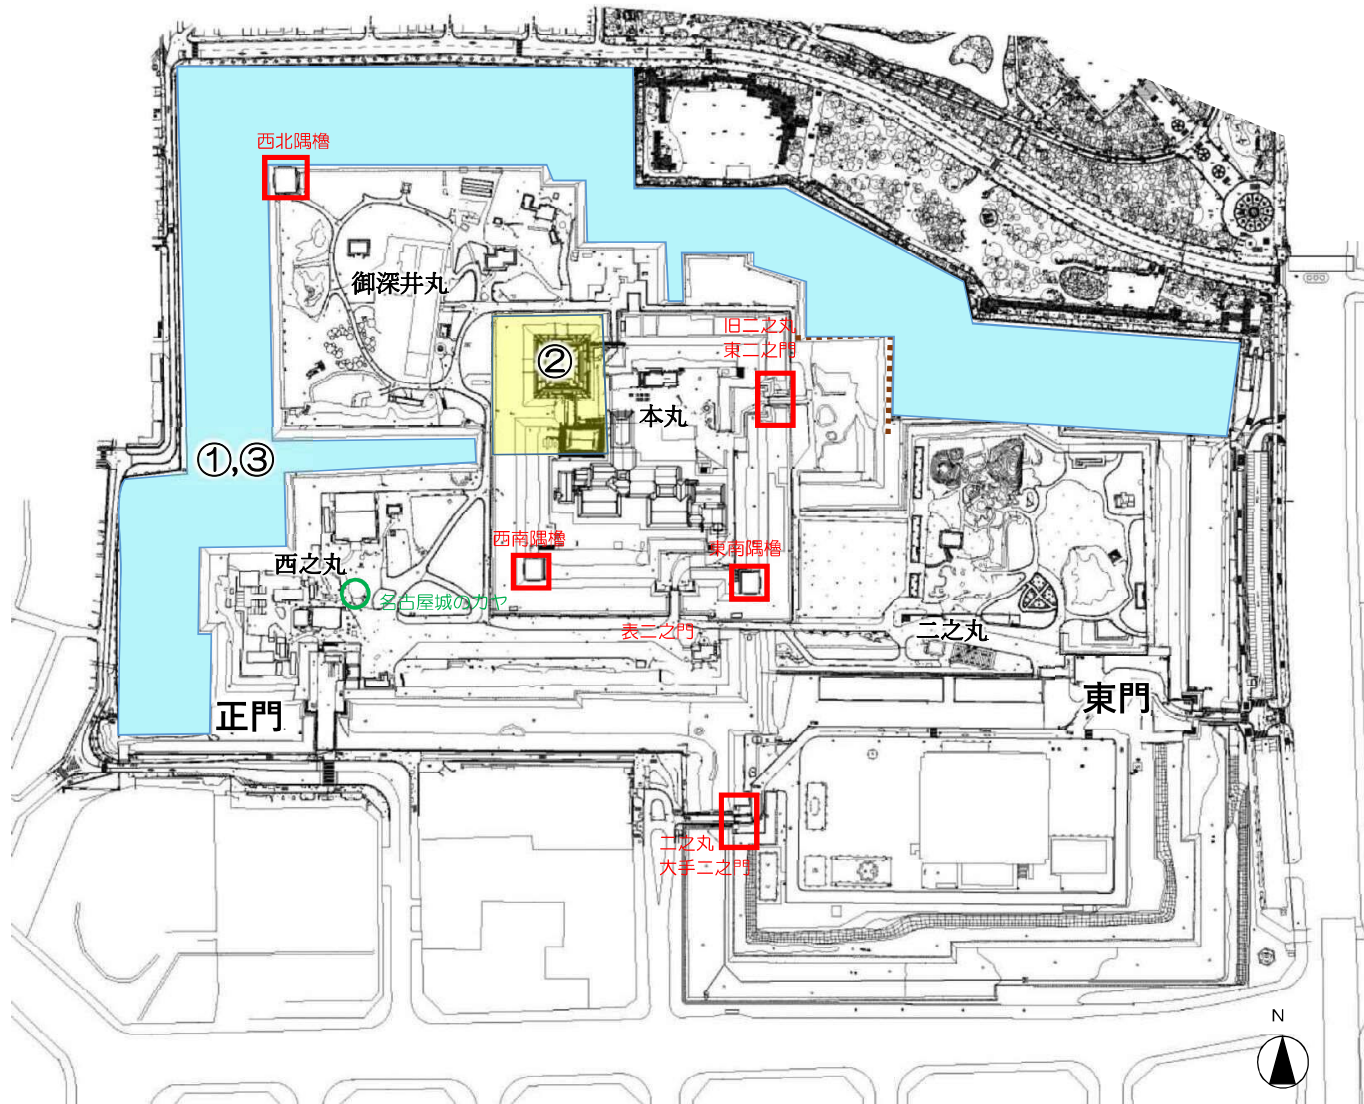 西北隅櫓
御深井丸
旧二之丸
東二之門
②
本丸
①,③
西南隅櫓
東南隅櫓
西之丸
名古屋城のカヤ
表二之門
二之丸
正門
東門
二之丸
大手二之門
N